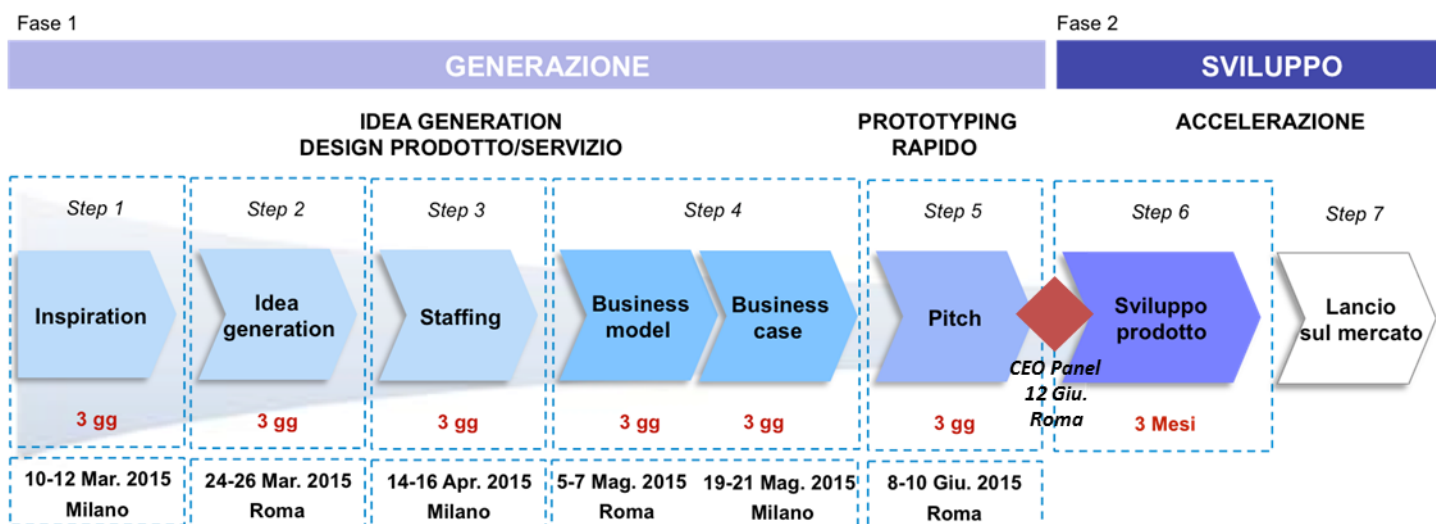 Fase 1
Fase 2
GENERAZIONE
SVILUPPO
IDEA GENERATION
DESIGN PRODOTTO/SERVIZIO
PROTOTYPING
RAPIDO
ACCELERAZIONE
Step 1
Step 2
Step 3
Step 4
Step 5
Step 6
Step 7
Inspiration
Idea
generation
Staffing
Business
model
Business
case
Pitch
Sviluppo
prodotto
Lancio
sul mercato
CEO Panel
12 Giu.
Roma
3 gg
3 gg
3 gg
3 gg
3 gg
3 gg
3 Mesi
10-12 Mar. 2015
Milano
24-26 Mar. 2015
Roma
14-16 Apr. 2015
Milano
5-7 Mag. 2015
Roma
19-21 Mag. 2015
Milano
8-10 Giu. 2015
Roma